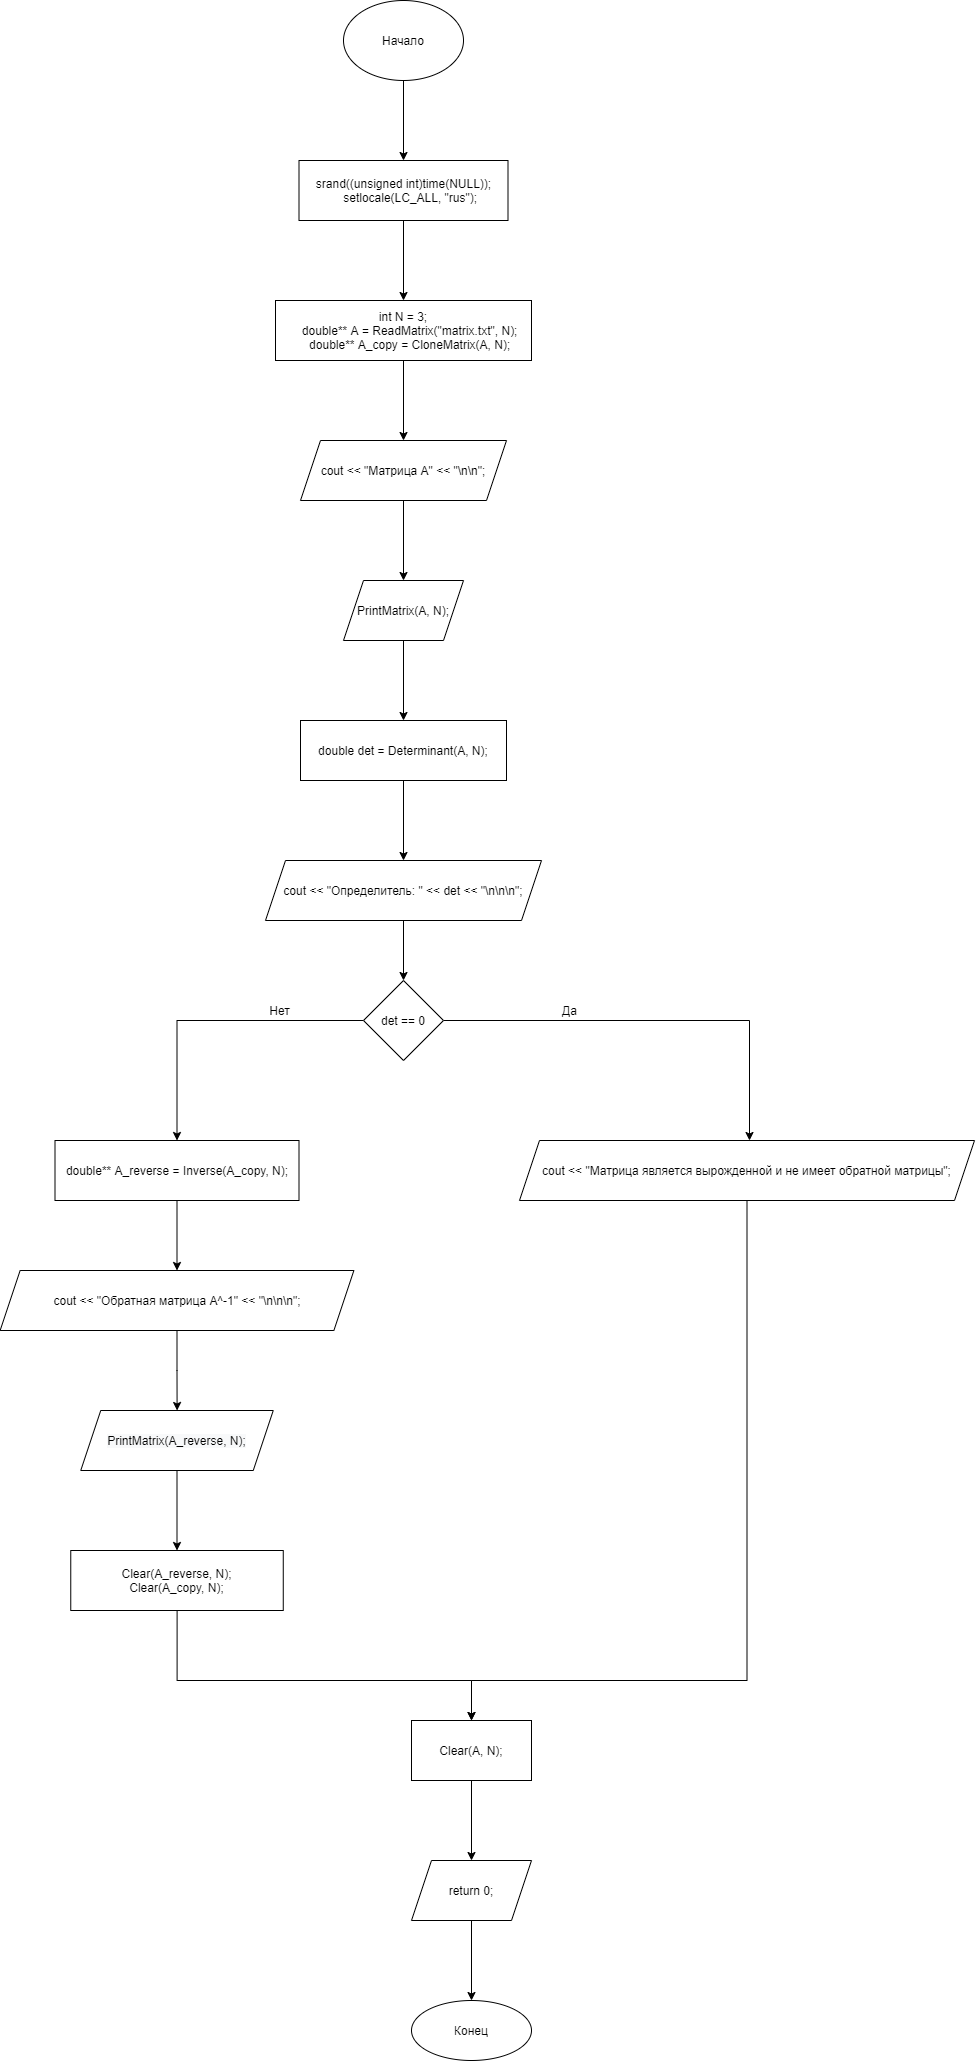 Начало
srand((unsigned int)time(NULL));
setlocale(LC_ALL, "rus");
int N = 3;
double** A = ReadMatrix("matrix.txt", N);
double** A_copy = CloneMatrix(A, N);
cout << "Матрица А" << "\n\n";
PrintMatrix(A, N);
double det = Determinant(A, N);
cout << "Определитель: " << det << "\n\n\n";
Нет
Да
det == 0
double** A_reverse = Inverse(A_copy, N);
cout << "Матрица является вырожденной и не имеет обратной матрицы";
cout << "Обратная матрица А^-1" << "\n\n\n";
PrintMatrix(A_reverse, N);
Clear(A_reverse, N);
Clear(A_copy, N);
Clear(A, N);
return 0;
Конец